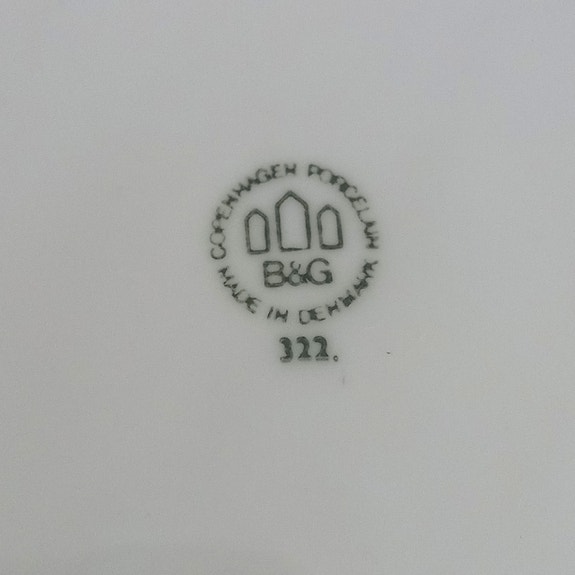 COPENHAGEN PORCELAIN
B&G
MADE IN DENMARK
322.